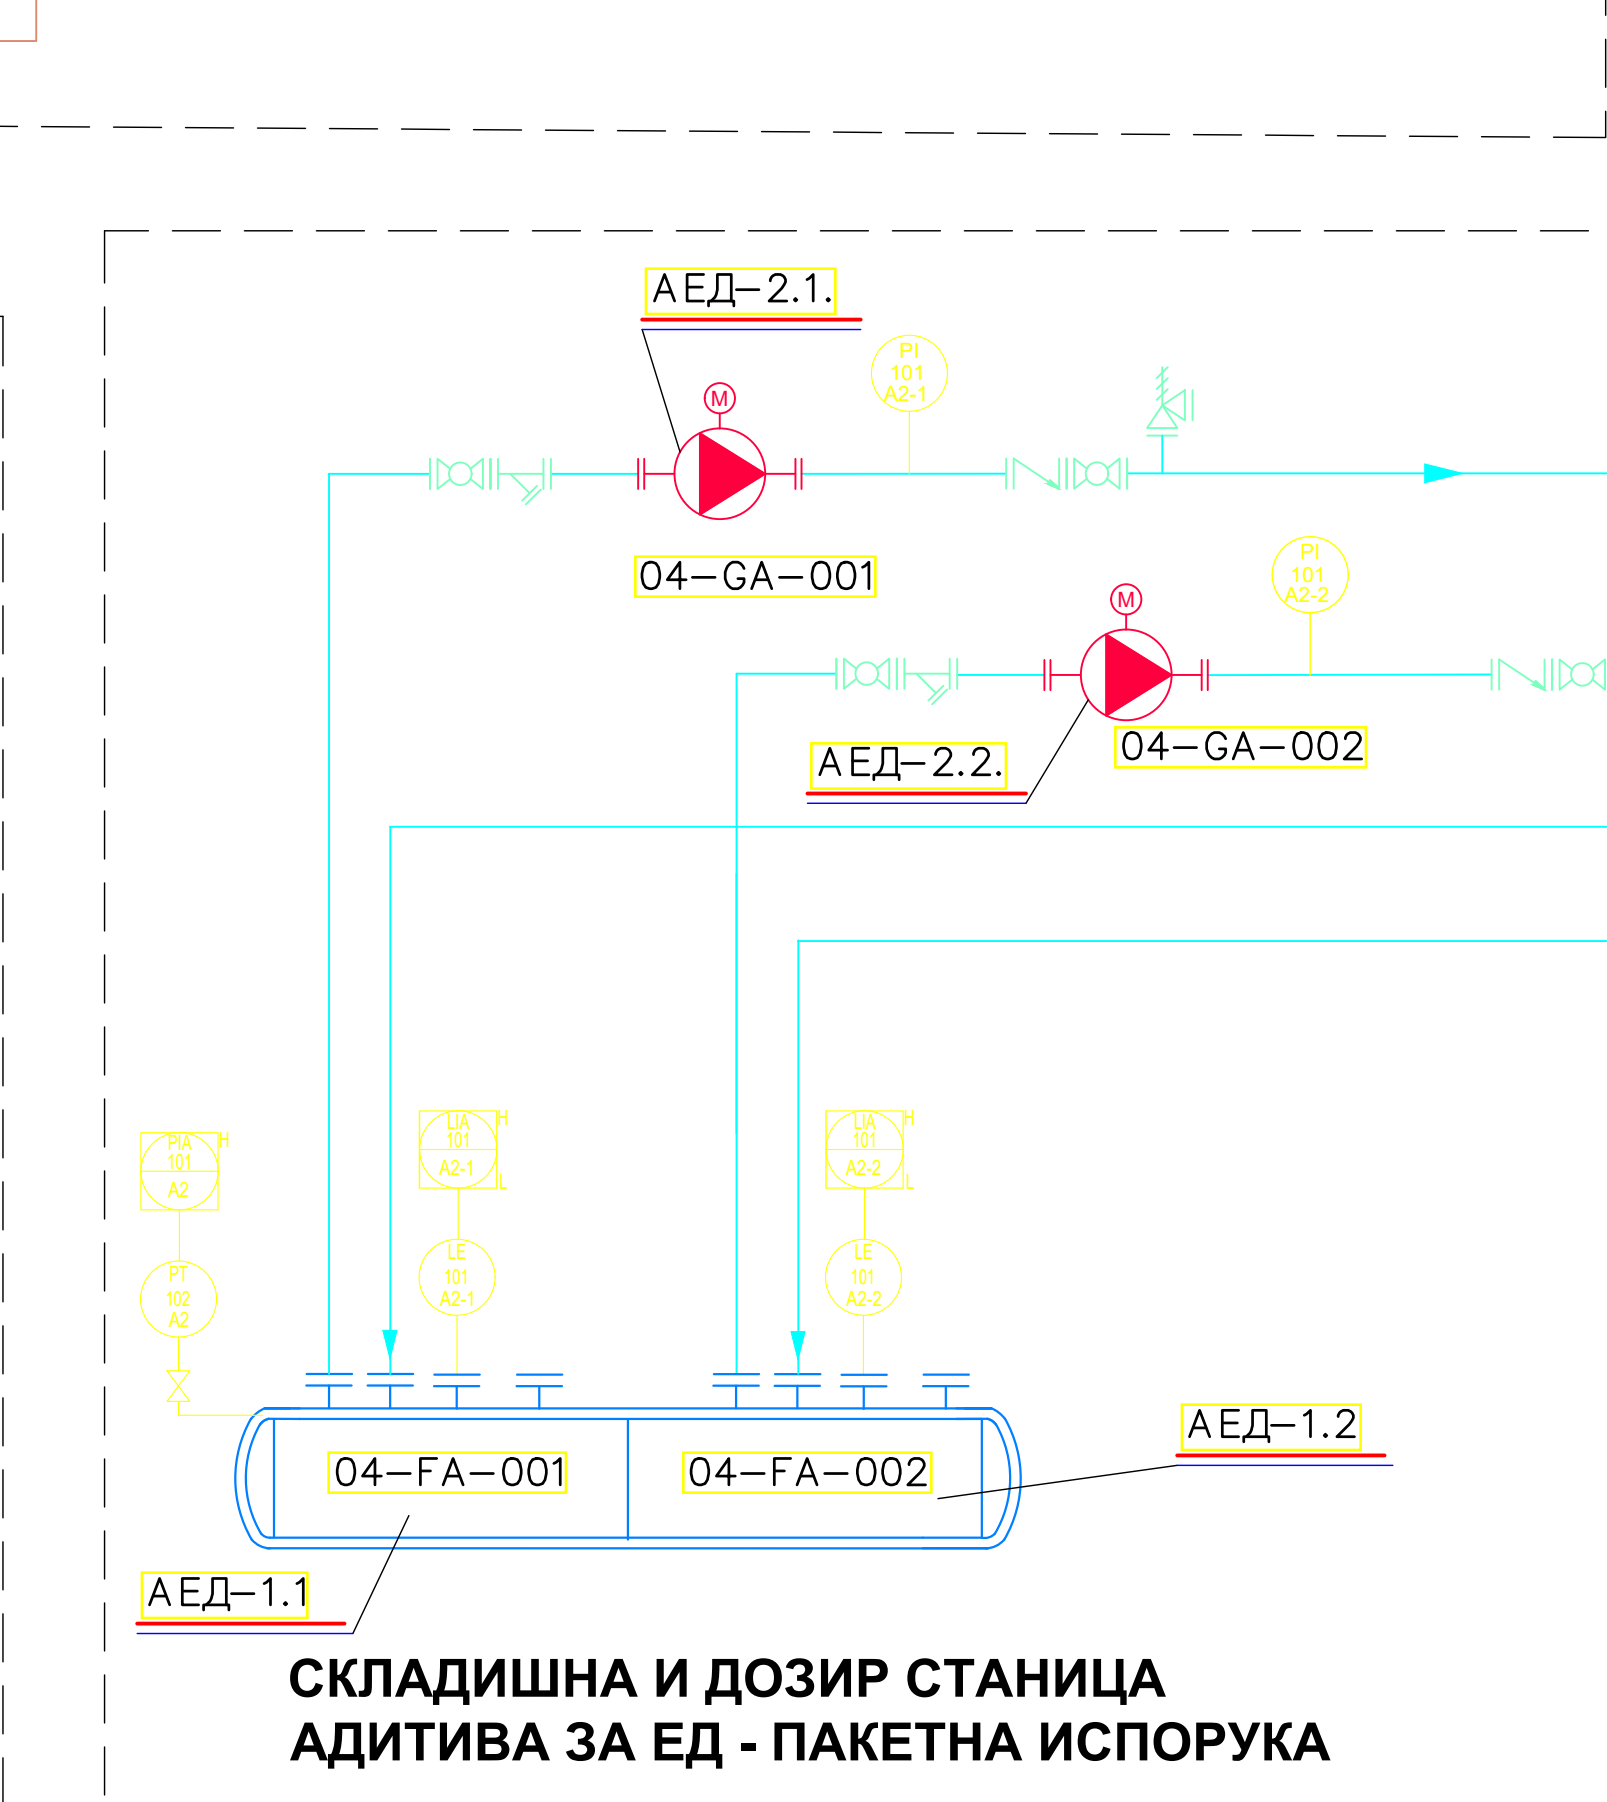 АЕД-2.1.
PI
101
A2-1
M
04-GA-001
PI
101
A2-2
M
04-GA-002
АЕД-2.2.
PIA
101
A2
H
LIA
101
A2-1
H
L
LIA
101
A2-2
H
L
PT
102
A2
LE
101
A2-1
LE
101
A2-2
04-FA-001
04-FA-002
АЕД-1.2
АЕД-1.1
СКЛАДИШНА И ДОЗИР СТАНИЦА
АДИТИВА ЗА ЕД - ПАКЕТНА ИСПОРУКА